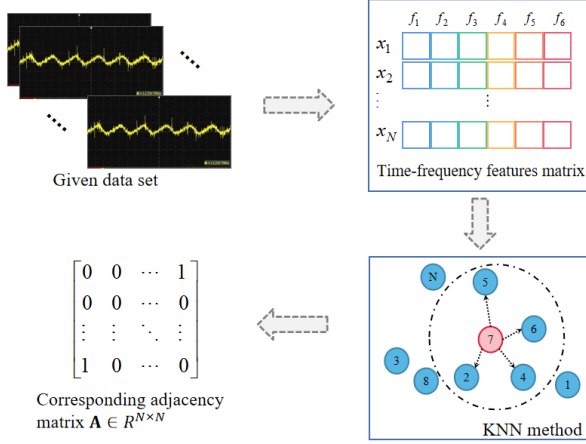 f1 f2 f3 f4 f5 f6
x1
x2
⋮ ⋮
xN
Time-frequency features matrix
Given data set
N
5
7
6
3
8
2
4
1
KNN method
0 0 ⋯ 1
0 0 ⋯ 0
⋮ ⋮ ⋱ ⋮
1 0 ⋯ 0
Corresponding adjacency
matrix A ∈ R^{N×N}